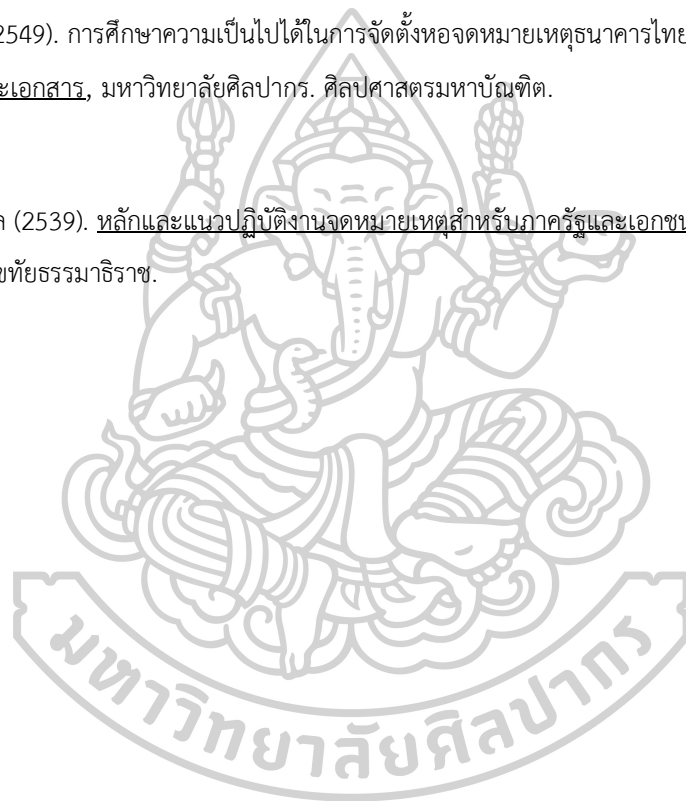 2549). การศึกษาความเป็นไปได้ในการจัดตั้งหอจดหมายเหตุธนาคารไทย
ะเอกสาร, มหาวิทยาลัยศิลปากร. ศิลปศาสตรมหาบัณฑิต.
ล (2539). หลักและแนวปฏิบัติงานจดหมายเหตุสำหรับภาครัฐและเอกชน
ขทัยธรรมาธิราช.
มหาวิทยาลัยศิลปากร